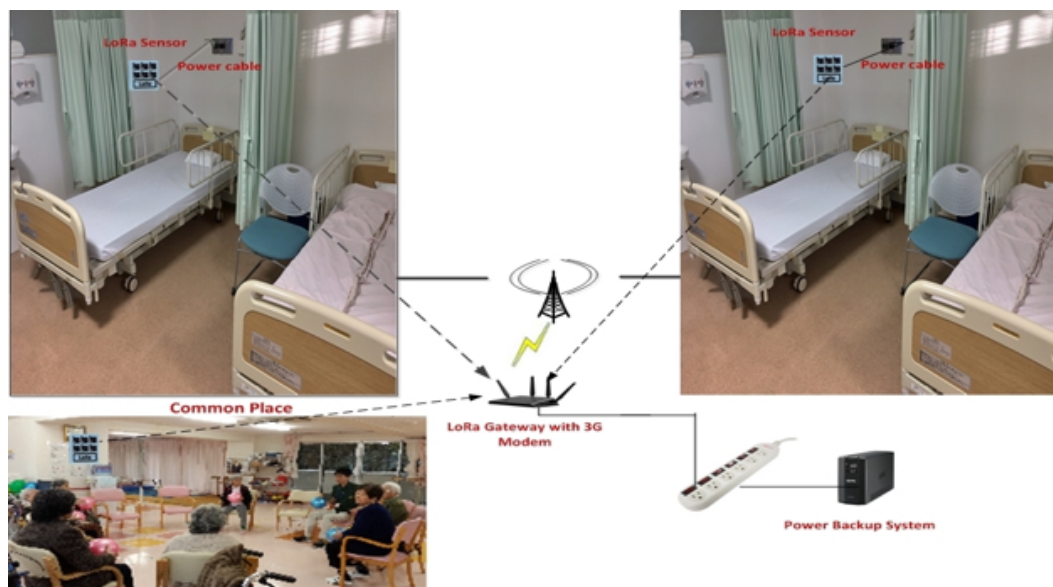 LoRa Sensor
Power cable
LoRa Sensor
Power cable
Common Place
LoRa Gateway with 3G
Modem
Power Backup System